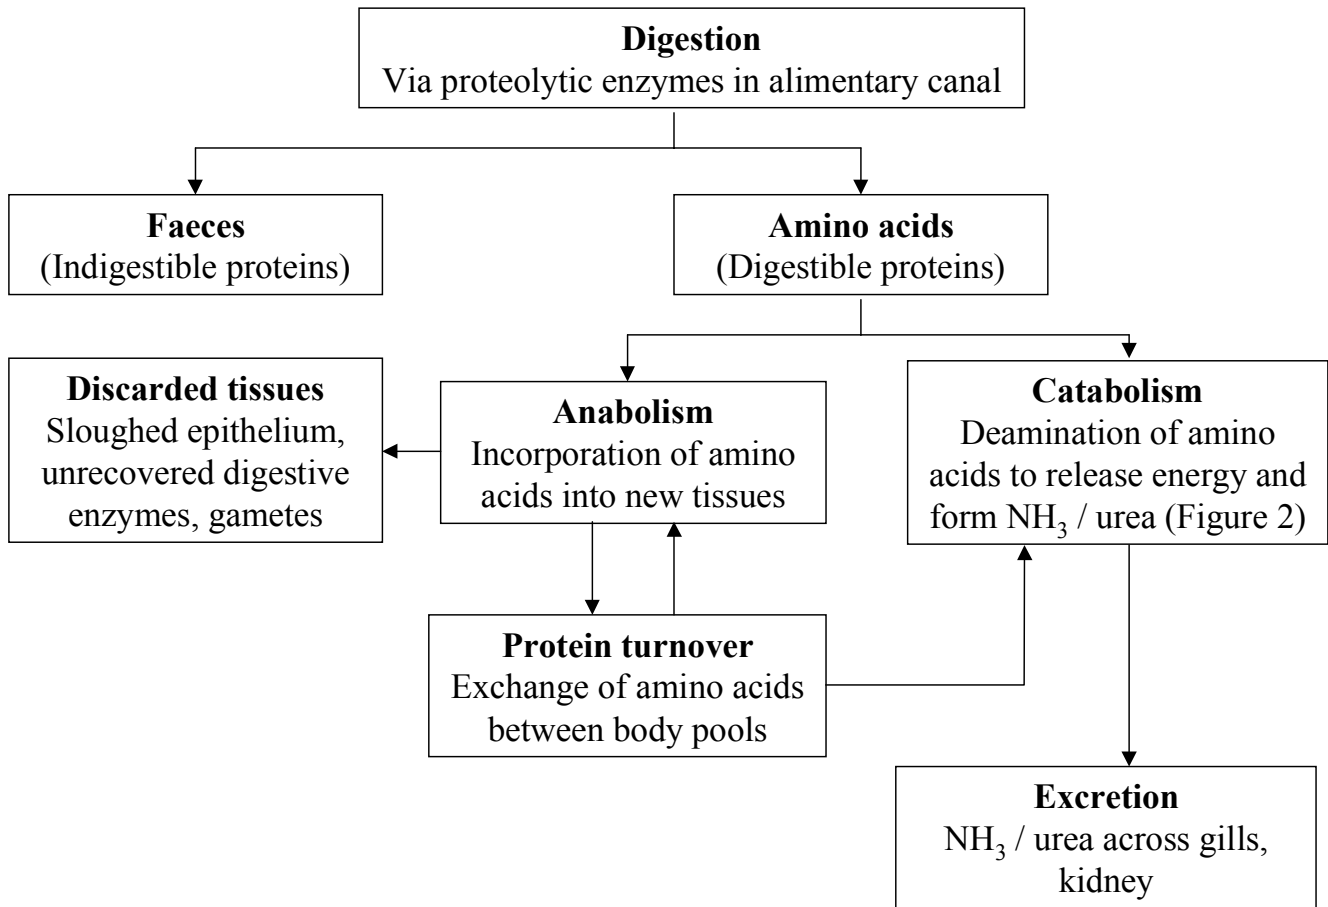 Digestion
Via proteolytic enzymes in alimentary canal
Faeces
(Indigestible proteins)
Amino acids
(Digestible proteins)
Discarded tissues
Sloughed epithelium,
unrecovered digestive
enzymes, gametes
Anabolism
Incorporation of amino
acids into new tissues
Catabolism
Deamination of amino
acids to release energy and
form NH₃ / urea (Figure 2)
Protein turnover
Exchange of amino acids
between body pools
Excretion
NH₃ / urea across gills,
kidney